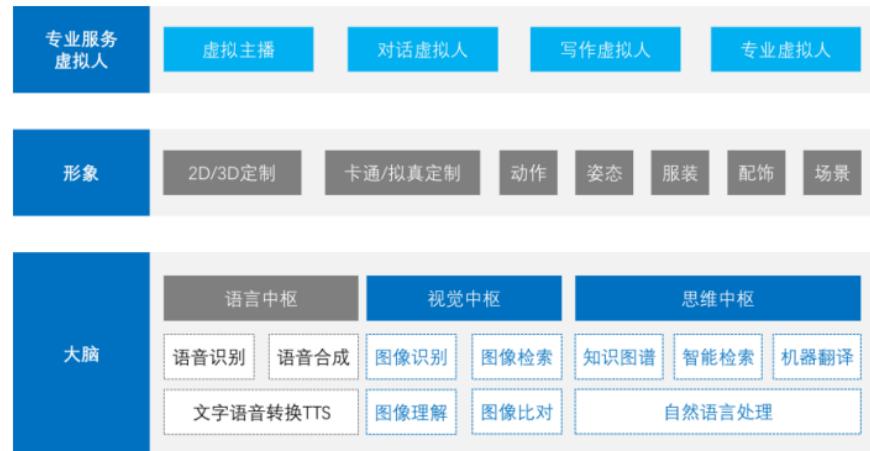 专业服务
虚拟人
虚拟主播
对话虚拟人
写作虚拟人
专业虚拟人
形象
2D/3D定制
卡通/拟真定制
动作
姿态
服装
配饰
场景
大脑
语言中枢
视觉中枢
思维中枢
语音识别
语音合成
图像识别
图像检索
知识图谱
智能检索
机器翻译
文字语音转换TTS
图像理解
图像比对
自然语言处理